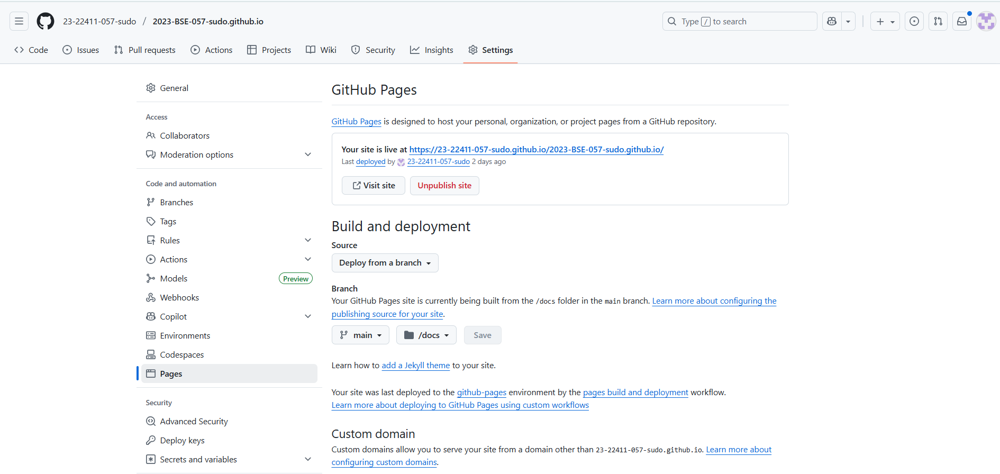 23-22411-057-sudo / 2023-BSE-057-sudo.github.io
Type / to search
Code
Issues
Pull requests
Actions
Projects
Wiki
Security
Insights
Settings
General
Access
Collaborators
Moderation options
Code and automation
Branches
Tags
Rules
Actions
Models
Preview
Webhooks
Copilot
Environments
Codespaces
Pages
Security
Advanced Security
Deploy keys
Secrets and variables
GitHub Pages
GitHub Pages is designed to host your personal, organization, or project pages from a GitHub repository.
Your site is live at https://23-22411-057-sudo.github.io/2023-BSE-057-sudo.github.io/
Last deployed by 23-22411-057-sudo 2 days ago
Visit site
Unpublish site
Build and deployment
Source
Deploy from a branch
Branch
Your GitHub Pages site is currently being built from the /docs folder in the main branch. Learn more about configuring the
publishing source for your site.
main
/docs
Save
Learn how to add a Jekyll theme to your site.
Your site was last deployed to the github-pages environment by the pages build and deployment workflow.
Learn more about deploying to GitHub Pages using custom workflows
Custom domain
Custom domains allow you to serve your site from a domain other than 23-22411-057-sudo.github.io. Learn more about
configuring custom domains.